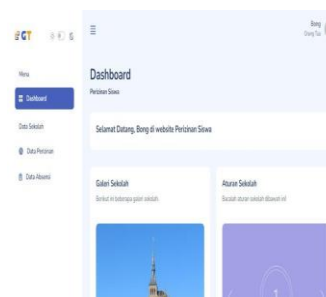 GT
Bong
Orang Tua
Menu
Dashboard
Data Sekolah
Data Perizinan
Data Absensi
Dashboard
Perizinan Siswa
Selamat Datang, Bong di website Perizinan Siswa
Galeri Sekolah
Berikut ini beberapa galeri sekolah.
Aturan Sekolah
Bacalah aturan sekolah dibawah ini!
1